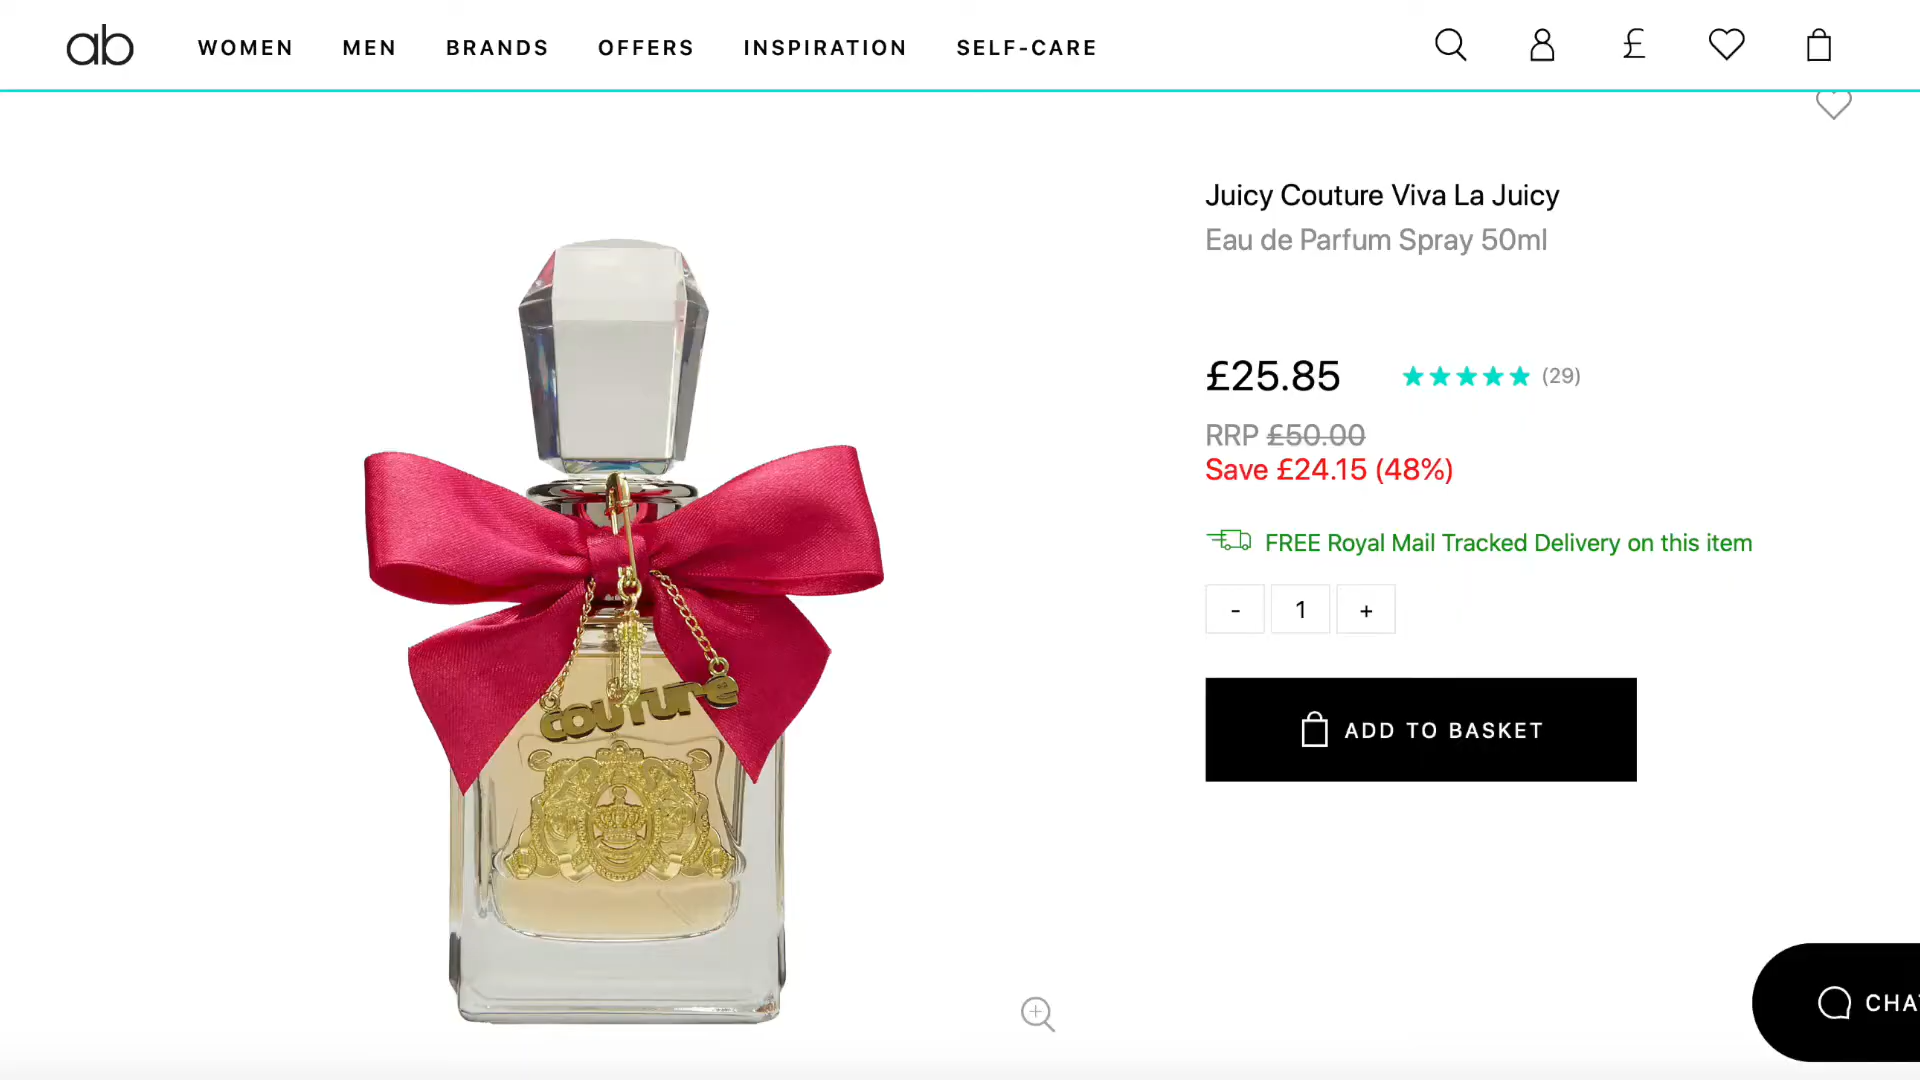 ab
WOMEN MEN BRANDS OFFERS INSPIRATION SELF-CARE £
Juicy Couture Viva La Juicy
Eau de Parfum Spray 50ml
£25.85 (29)
RRP £50.00
Save £24.15 (48%)
FREE Royal Mail Tracked Delivery on this item
- 1 +
ADD TO BASKET
couture
CHA